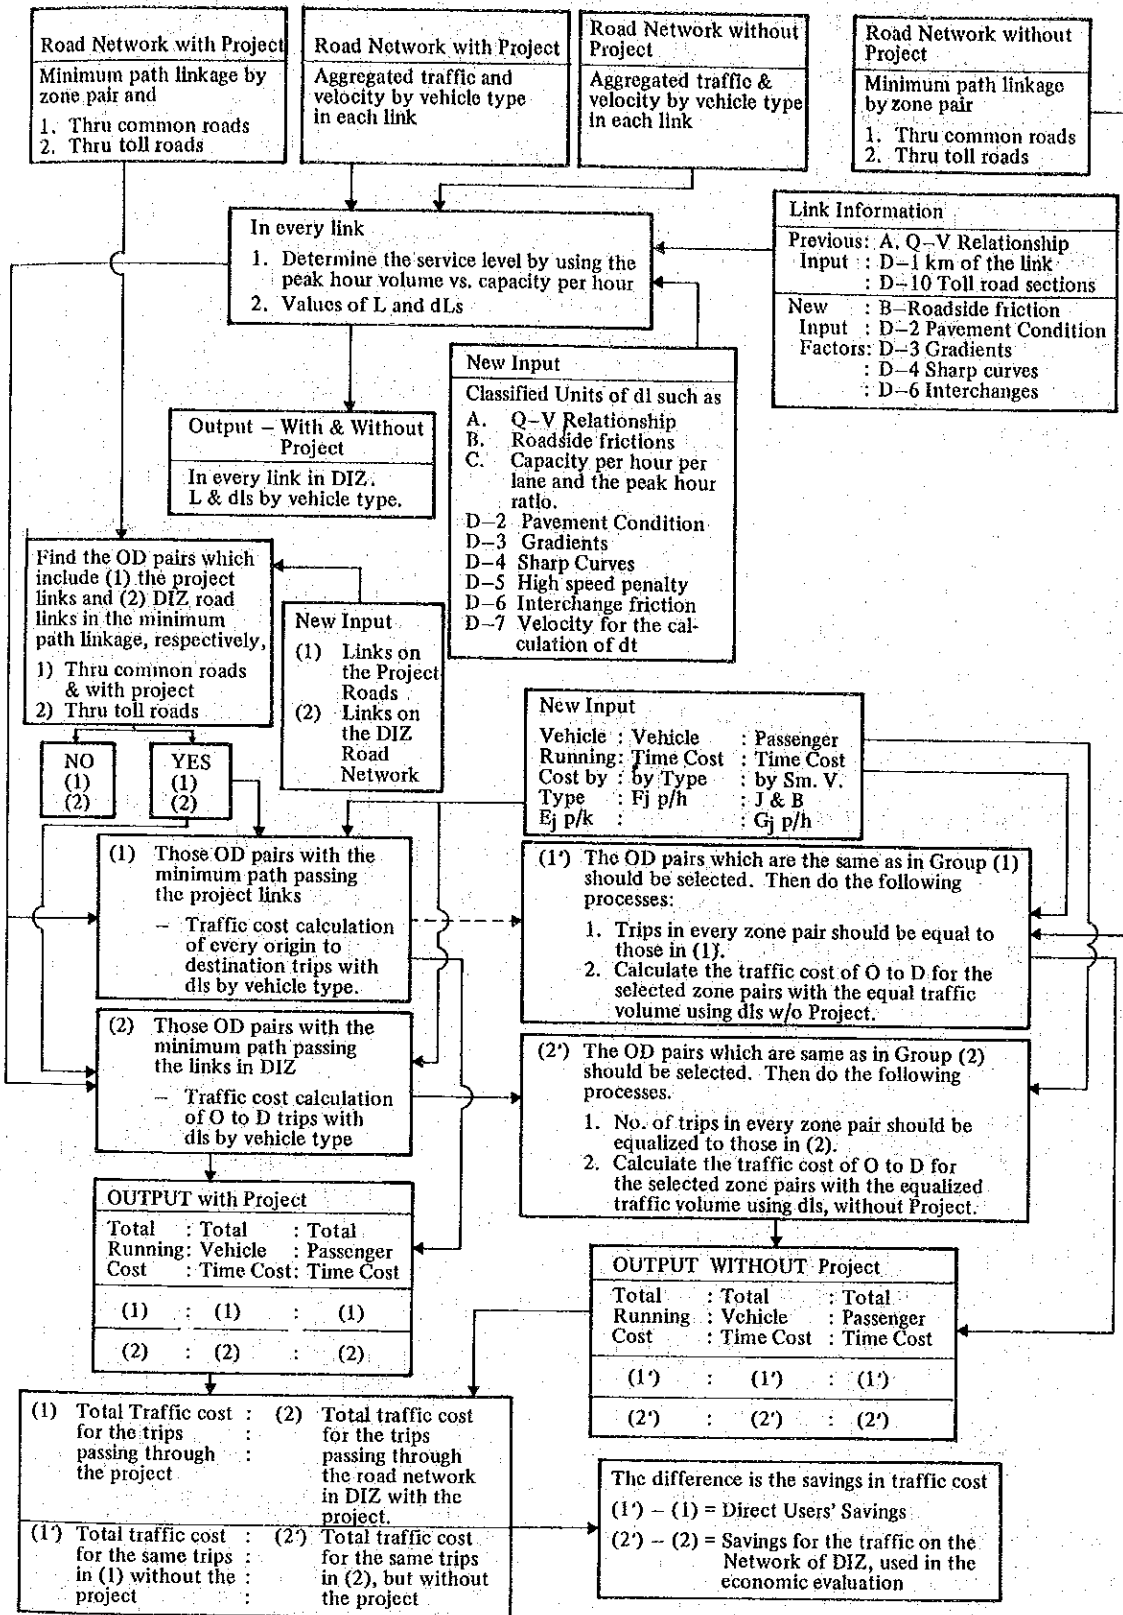 Road Network with Project
Minimum path linkage by
zone pair and
1. Thru common roads
2. Thru toll roads
Road Network with Project
Aggregated traffic and
velocity by vehicle type
in each link
Road Network without
Project
Aggregated traffic &
velocity by vehicle type
in each link
Road Network without
Project
Minimum path linkage
by zone pair
1. Thru common roads
2. Thru toll roads
In every link
1. Determine the service level by using the
peak hour volume vs. capacity per hour
2. Values of L and dLs
Link Information
Previous: A. Q-V Relationship
Input : D-1 km of the link
: D-10 Toll road sections
New : B-Roadside friction
Input : D-2 Pavement Condition
Factors: D-3 Gradients
: D-4 Sharp curves
: D-6 Interchanges
New Input
Classified Units of dl such as
A. Q-V Relationship
B. Roadside frictions
C. Capacity per hour per
lane and the peak hour
ratio.
D-2 Pavement Condition
D-3 Gradients
D-4 Sharp Curves
D-5 High speed penalty
D-6 Interchange friction
D-7 Velocity for the cal-
culation of dt
Output – With & Without
Project
In every link in DIZ.
L & dls by vehicle type.
Find the OD pairs which
include (1) the project
links and (2) DIZ road
links in the minimum
path linkage, respectively,
1) Thru common roads
& with project
2) Thru toll roads
New Input
(1) Links on
the Project
Roads
(2) Links on
the DIZ
Road
Network
NO
(1)
(2)
YES
(1)
(2)
New Input
Vehicle : Vehicle : Passenger
Running: Time Cost : Time Cost
Cost by : by Type : by Sm. V.
Type : Fj p/h : J & B
Ej p/k : : Gj p/h
(1) Those OD pairs with the
minimum path passing
the project links
– Traffic cost calculation
of every origin to
destination trips with
dls by vehicle type.
(1') The OD pairs which are the same as in Group (1)
should be selected. Then do the following
processes:
1. Trips in every zone pair should be equal to
those in (1).
2. Calculate the traffic cost of O to D for the
selected zone pairs with the equal traffic
volume using dls w/o Project.
(2) Those OD pairs with the
minimum path passing
the links in DIZ
– Traffic cost calculation
of O to D trips with
dls by vehicle type
(2') The OD pairs which are same as in Group (2)
should be selected. Then do the following
processes.
1. No. of trips in every zone pair should be
equalized to those in (2).
2. Calculate the traffic cost of O to D for
the selected zone pairs with the equalized
traffic volume using dls, without Project.
OUTPUT with Project
Total : Total : Total
Running: Vehicle : Passenger
Cost : Time Cost: Time Cost
(1) : (1) : (1)
(2) : (2) : (2)
OUTPUT WITHOUT Project
Total : Total : Total
Running : Vehicle : Passenger
Cost : Time Cost : Time Cost
(1') : (1') : (1')
(2') : (2') : (2')
(1) Total Traffic cost :
for the trips :
passing through :
the project
(2) Total traffic cost
for the trips
passing through
the road network
in DIZ with the
project.
(1') Total traffic cost :
for the same trips :
in (1) without the :
project :
(2') Total traffic cost
for the same trips
in (2), but without
the project
The difference is the savings in traffic cost
(1') – (1) = Direct Users' Savings
(2') – (2) = Savings for the traffic on the
Network of DIZ, used in the
economic evaluation